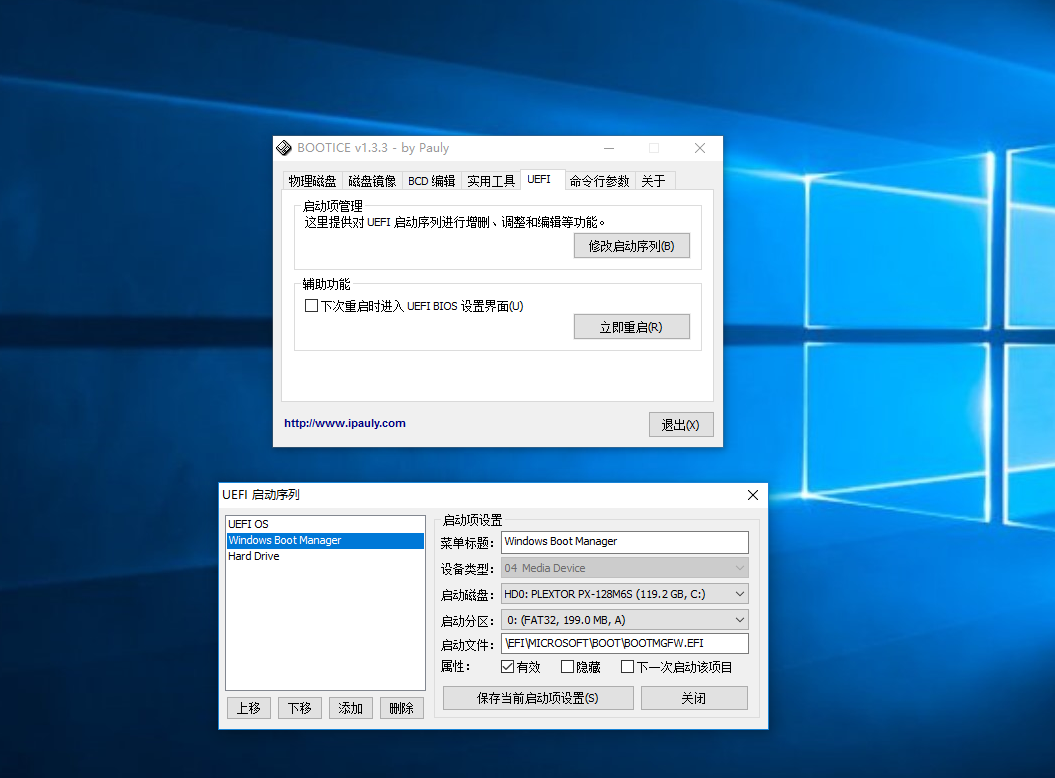 BOOTICE v1.3.3 - by Pauly
物理磁盘 磁盘镜像 BCD 编辑 实用工具 UEFI 命令行参数 关于
启动项管理
这里提供对 UEFI 启动序列进行增删、调整和编辑等功能。
修改启动序列(B)
辅助功能
下次重启时进入 UEFI BIOS 设置界面(U)
立即重启(R)
http://www.ipauly.com
退出(X)
UEFI 启动序列
UEFI OS
Windows Boot Manager
Hard Drive
上移 下移 添加 删除
启动项设置
菜单标题: Windows Boot Manager
设备类型: 04 Media Device
启动磁盘: HD0: PLEXTOR PX-128M6S (119.2 GB, C:)
启动分区: 0: (FAT32, 199.0 MB, A)
启动文件: \EFI\MICROSOFT\BOOT\BOOTMGFW.EFI
属性: 有效 隐藏 下一次启动该项目
保存当前启动项设置(S) 关闭